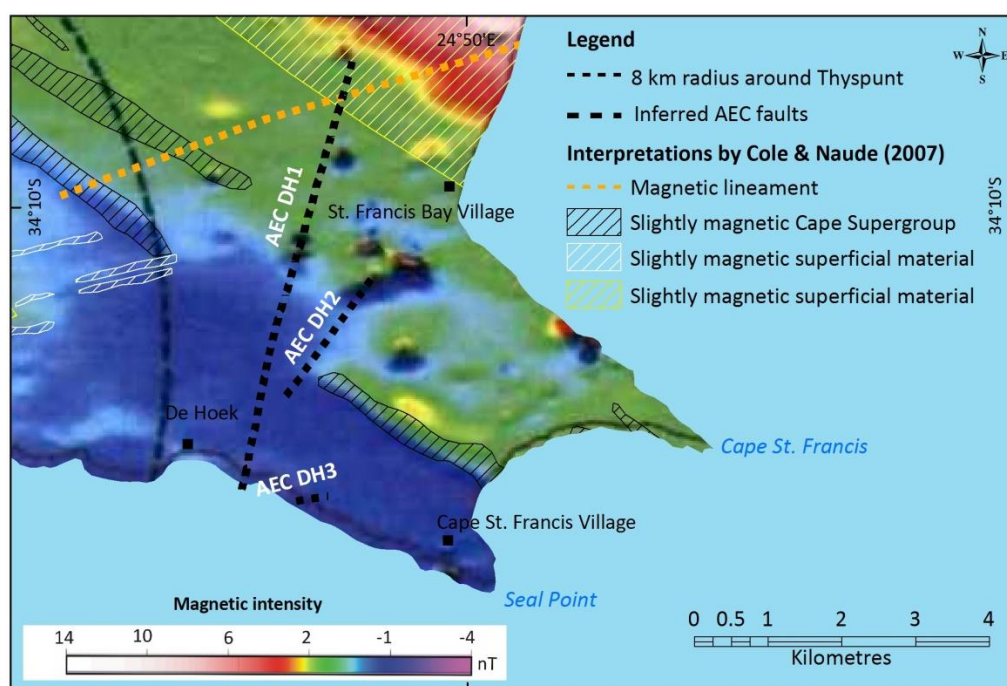 24°50'E
Legend
N
W E
S
8 km radius around Thyspunt
Inferred AEC faults
Interpretations by Cole & Naude (2007)
Magnetic lineament
Slightly magnetic Cape Supergroup
Slightly magnetic superficial material
Slightly magnetic superficial material
34°10'S
34°10'S
AEC DH1
St. Francis Bay Village
AEC DH2
De Hoek
AEC DH3
Cape St. Francis
Cape St. Francis Village
Seal Point
Magnetic intensity
14 10 6 2 -1 -4
nT
0 0.5 1 2 3 4
Kilometres